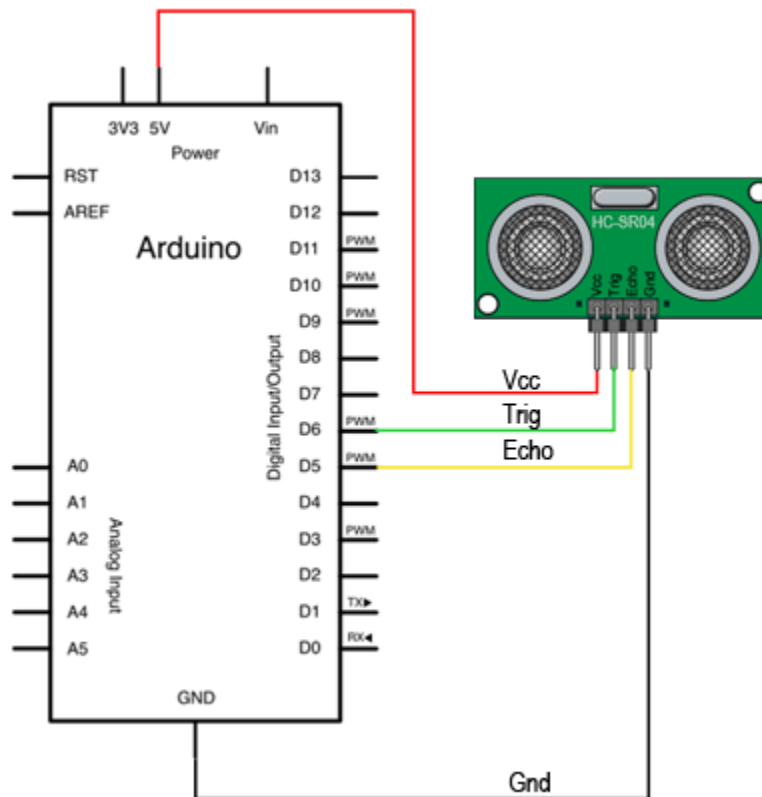 3V3 5V Vin
Power
RST
AREF
Arduino
D13
D12
D11 PWM
D10 PWM
D9 PWM
D8
D7
D6 PWM
D5 PWM
D4
D3 PWM
D2
D1 TX▶
D0 RX◀
Digital Input/Output
A0
A1
A2
A3
A4
A5
Analog Input
GND
HC-SR04
Vcc
Trig
Echo
Gnd
Vcc
Trig
Echo
Gnd